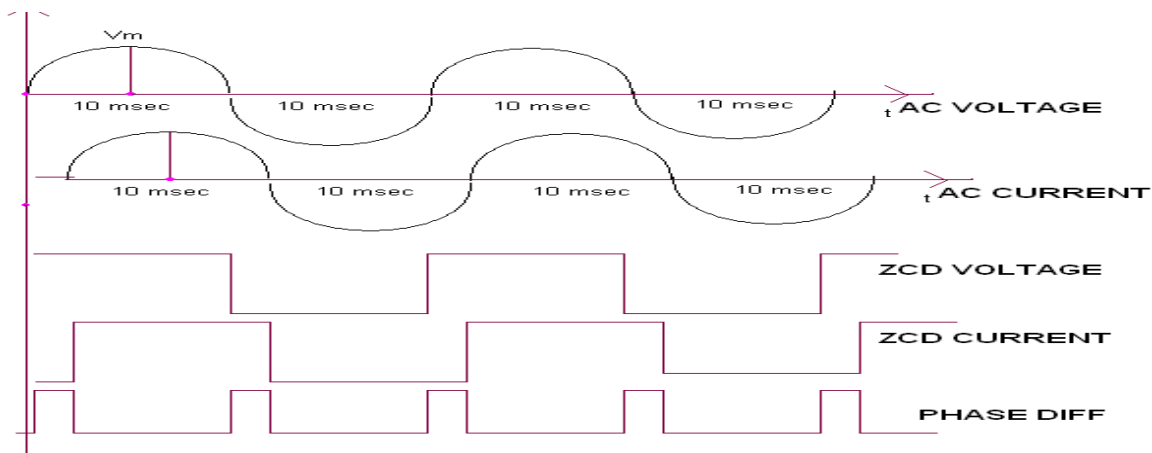 Vm
10 msec 10 msec 10 msec 10 msec
t AC VOLTAGE
10 msec 10 msec 10 msec 10 msec
t AC CURRENT
ZCD VOLTAGE
ZCD CURRENT
PHASE DIFF